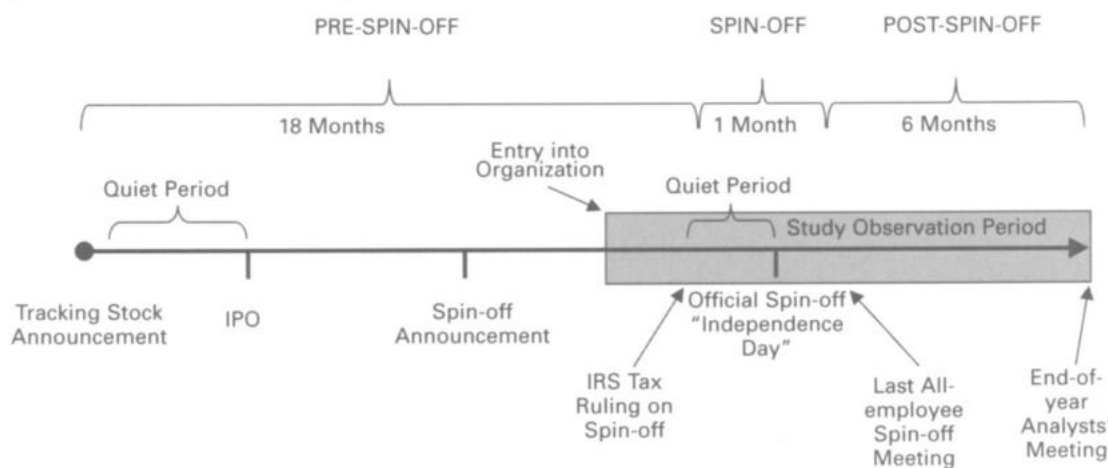 PRE-SPIN-OFF
SPIN-OFF
POST-SPIN-OFF
18 Months
1 Month
6 Months
Entry into
Organization
Quiet Period
Quiet Period
Study Observation Period
Tracking Stock
Announcement
IPO
Spin-off
Announcement
Official Spin-off
"Independence
Day"
IRS Tax
Ruling on
Spin-off
Last All-
employee
Spin-off
Meeting
End-of-
year
Analysts'
Meeting